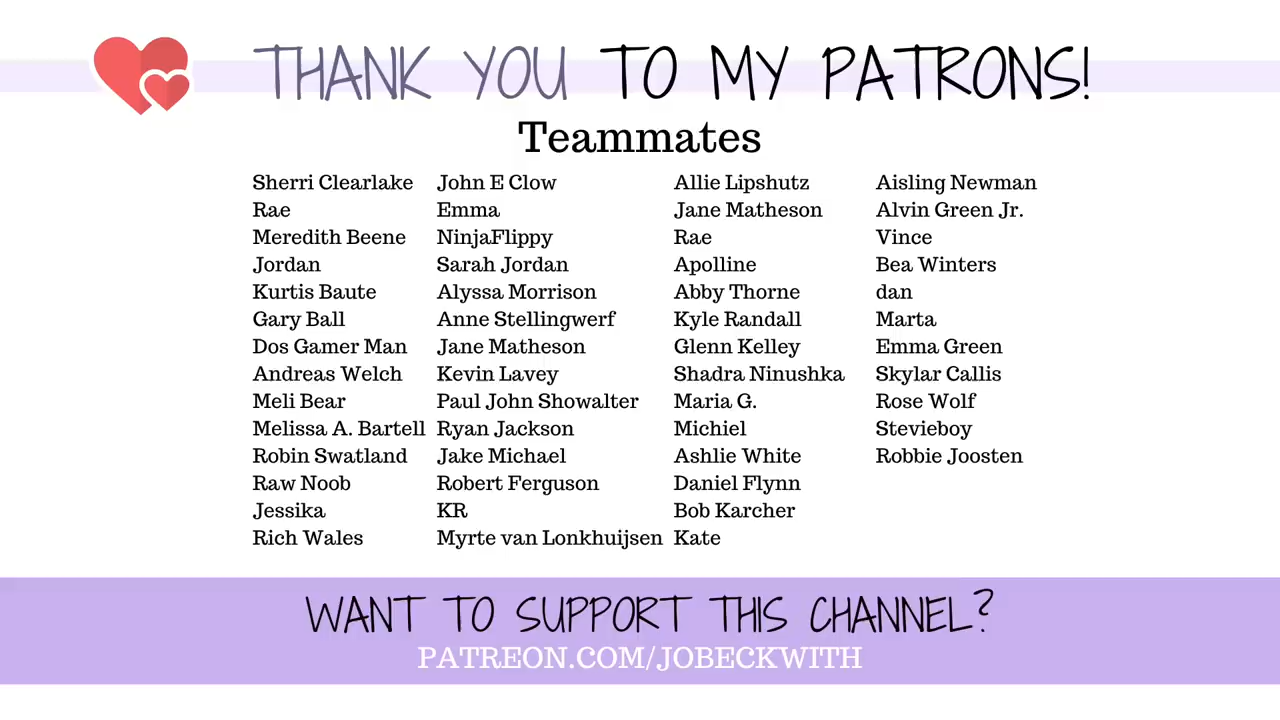 THANK YOU TO MY PATRONS!
Teammates
Sherri Clearlake
Rae
Meredith Beene
Jordan
Kurtis Baute
Gary Ball
Dos Gamer Man
Andreas Welch
Meli Bear
Melissa A. Bartell
Robin Swatland
Raw Noob
Jessika
Rich Wales
John E Clow
Emma
NinjaFlippy
Sarah Jordan
Alyssa Morrison
Anne Stellingwerf
Jane Matheson
Kevin Lavey
Paul John Showalter
Ryan Jackson
Jake Michael
Robert Ferguson
KR
Myrte van Lonkhuijsen
Allie Lipshutz
Jane Matheson
Rae
Apolline
Abby Thorne
Kyle Randall
Glenn Kelley
Shadra Ninushka
Maria G.
Michiel
Ashlie White
Daniel Flynn
Bob Karcher
Kate
Aisling Newman
Alvin Green Jr.
Vince
Bea Winters
dan
Marta
Emma Green
Skylar Callis
Rose Wolf
Stevieboy
Robbie Joosten
WANT TO SUPPORT THIS CHANNEL?
PATREON.COM/JOBECKWITH